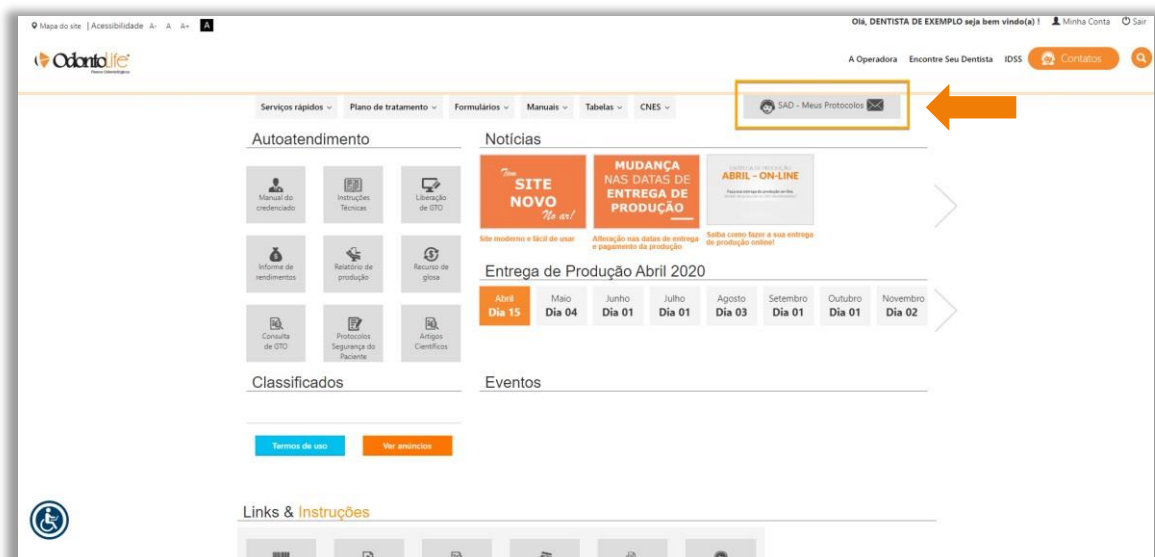 Mapa do site | Acessibilidade A- A A+ A
Olá, DENTISTA DE EXEMPLO seja bem vindo(a) ! Minha Conta Sair
OdontoLife
Planos Odontológicos
A Operadora Encontre Seu Dentista IDSS Contatos
Serviços rápidos Plano de tratamento Formulários Manuais Tabelas CNES SAD - Meus Protocolos
Autoatendimento
Manual do
credenciado
Instruções
Técnicas
Liberação
de GTO
Informe de
rendimentos
Relatório de
produção
Recurso de
glosa
Consulta
de GTO
Protocolos
Segurança do
Paciente
Artigos
Científicos
Notícias
Tem
SITE
NOVO
No ar!
Site moderno e fácil de usar
MUDANÇA
NAS DATAS DE
ENTREGA DE
PRODUÇÃO
Alteração nas datas de entrega
e pagamento da produção
ENTREGA DE PRODUÇÃO
ABRIL - ON-LINE
Saiba como fazer a sua entrega
de produção online!
Entrega de Produção Abril 2020
Abril
Dia 15
Maio
Dia 04
Junho
Dia 01
Julho
Dia 01
Agosto
Dia 03
Setembro
Dia 01
Outubro
Dia 01
Novembro
Dia 02
Classificados
Termos de uso Ver anúncios
Eventos
Links & Instruções